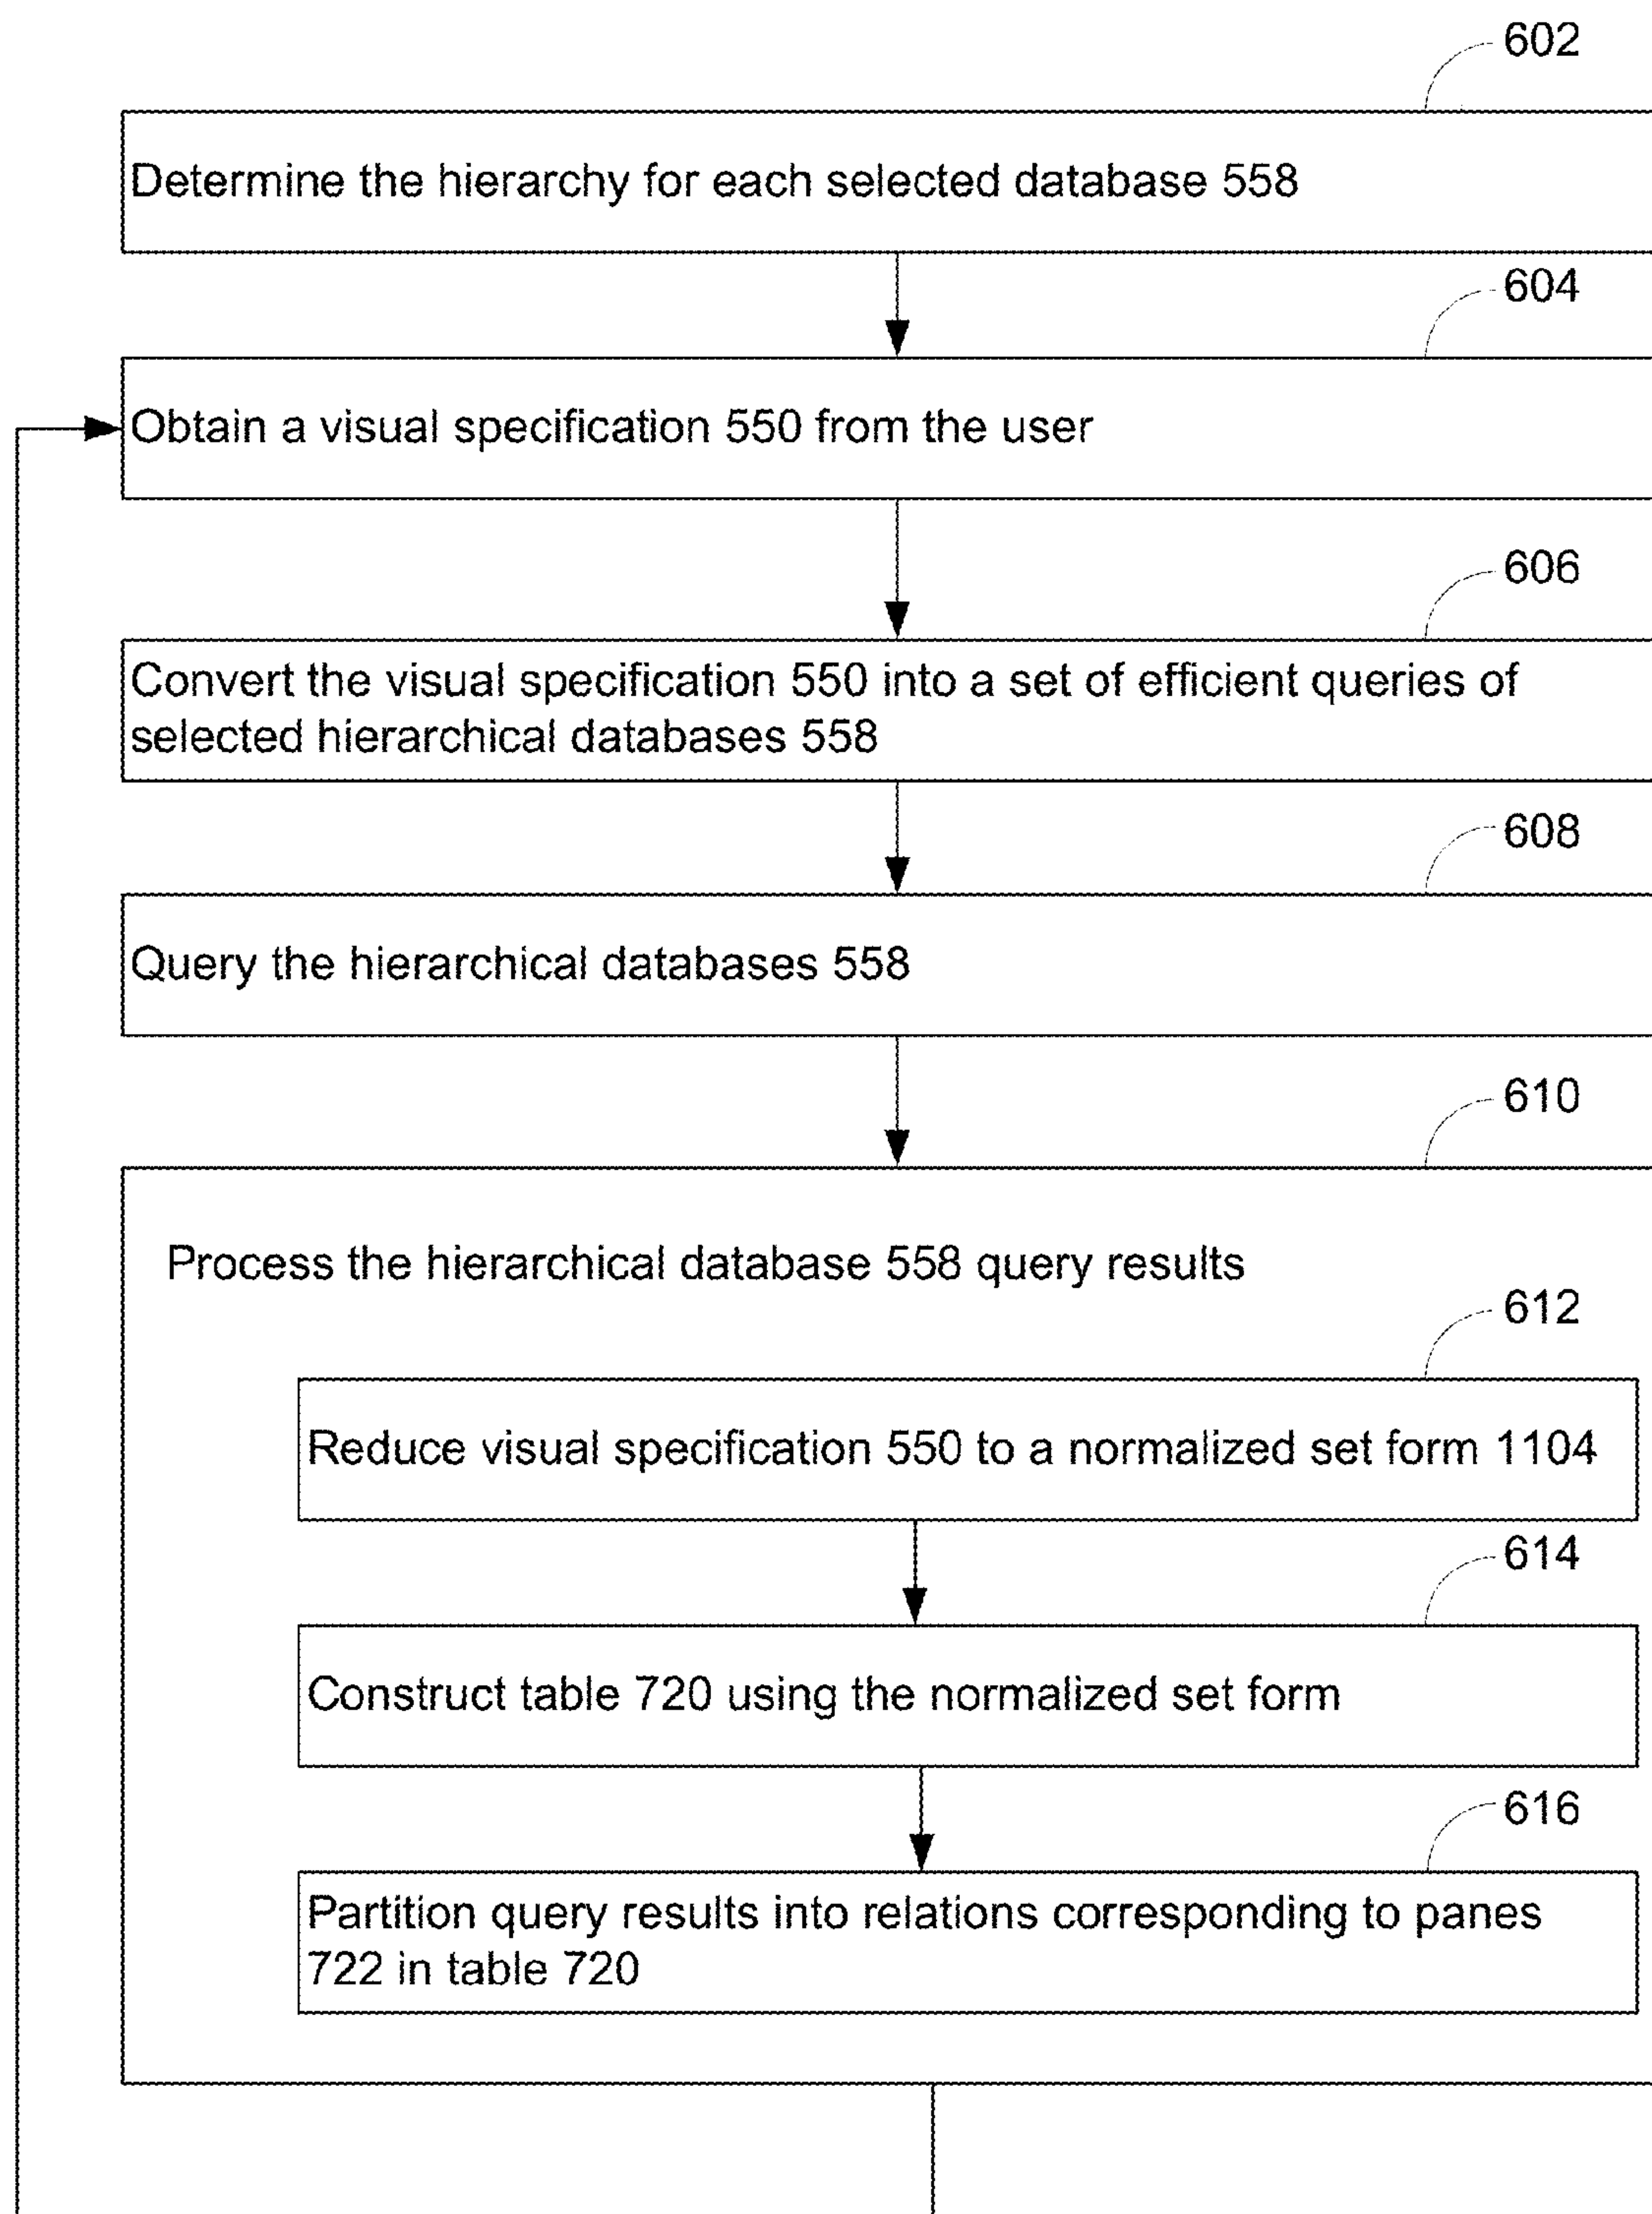 602
Determine the hierarchy for each selected database 558
604
Obtain a visual specification 550 from the user
606
Convert the visual specification 550 into a set of efficient queries of
selected hierarchical databases 558
608
Query the hierarchical databases 558
610
Process the hierarchical database 558 query results
612
Reduce visual specification 550 to a normalized set form 1104
614
Construct table 720 using the normalized set form
616
Partition query results into relations corresponding to panes
722 in table 720